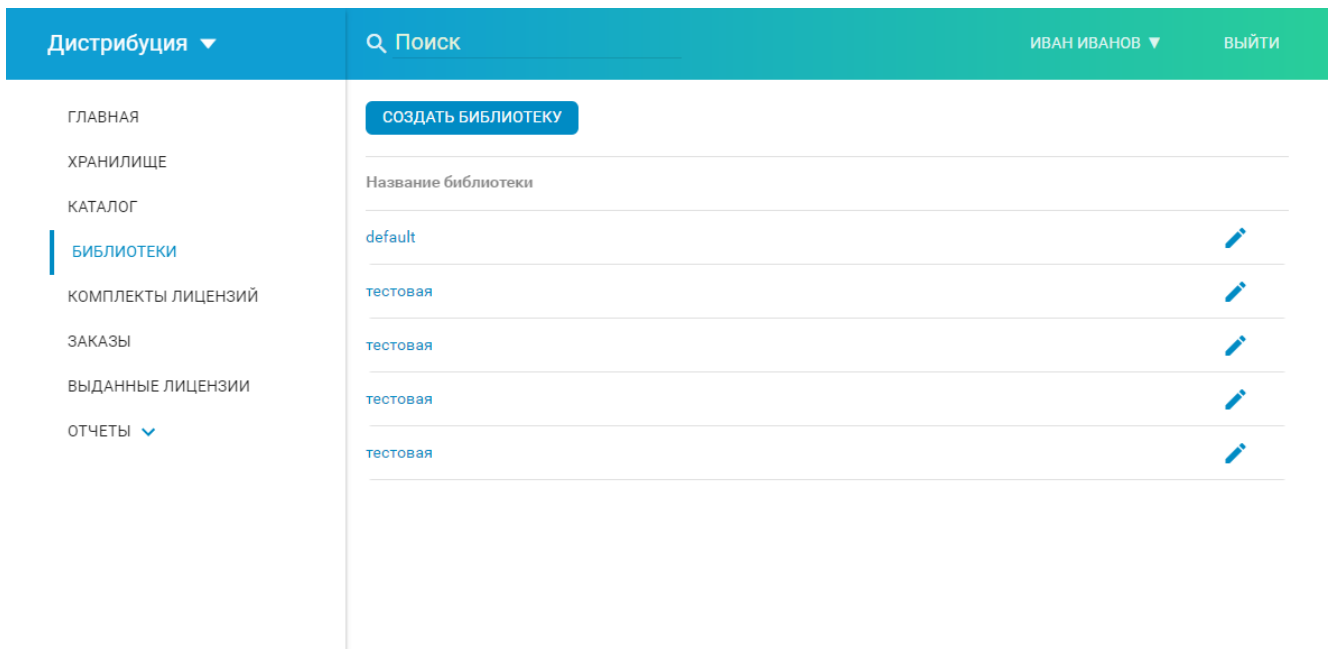 Дистрибуция
Поиск
ИВАН ИВАНОВ
ВЫЙТИ
ГЛАВНАЯ
ХРАНИЛИЩЕ
КАТАЛОГ
БИБЛИОТЕКИ
КОМПЛЕКТЫ ЛИЦЕНЗИЙ
ЗАКАЗЫ
ВЫДАННЫЕ ЛИЦЕНЗИИ
ОТЧЕТЫ
СОЗДАТЬ БИБЛИОТЕКУ
Название библиотеки
default
тестовая
тестовая
тестовая
тестовая